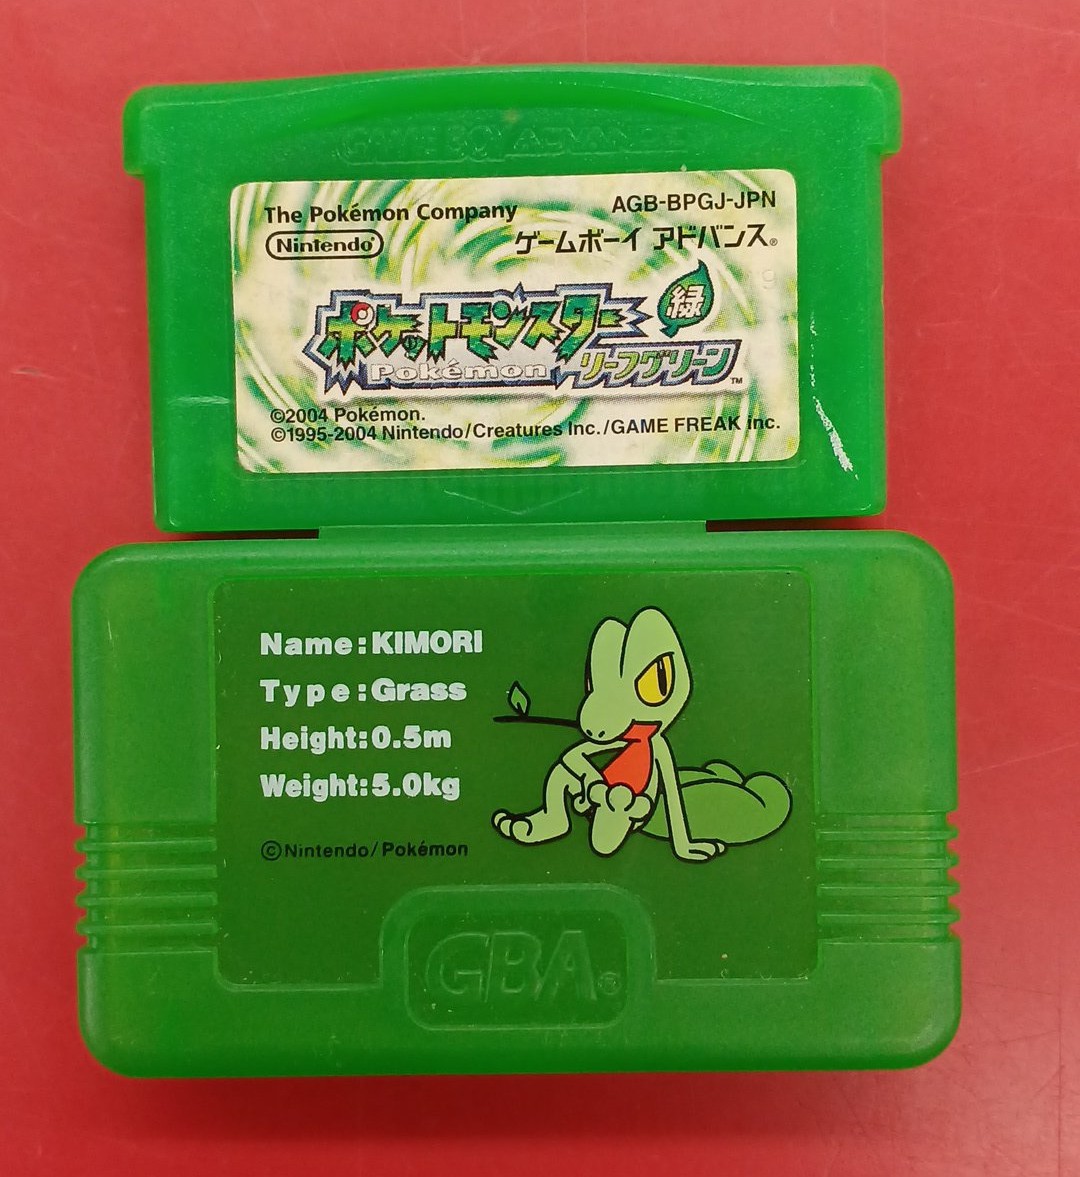 GAME BOY ADVANCE
The Pokémon Company
AGB-BPGJ-JPN
Nintendo®
ゲームボーイ アドバンス®
19
緑
ポケットモンスター
Pokémon
リーフグリーン™
©2004 Pokémon.
©1995-2004 Nintendo/Creatures Inc./GAME FREAK inc.
Name:KIMORI
Type:Grass
Height:0.5m
Weight:5.0kg
©Nintendo/Pokémon
GBA®